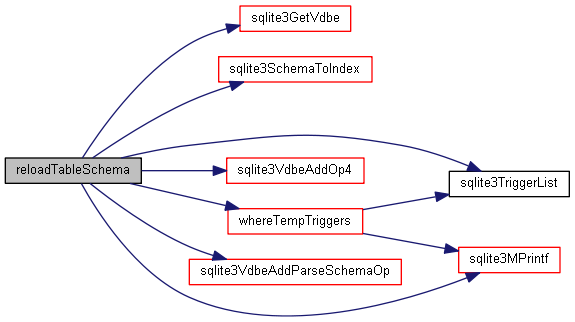 sqlite3GetVdbe
sqlite3SchemaToIndex
reloadTableSchema
sqlite3VdbeAddOp4
sqlite3TriggerList
whereTempTriggers
sqlite3MPrintf
sqlite3VdbeAddParseSchemaOp